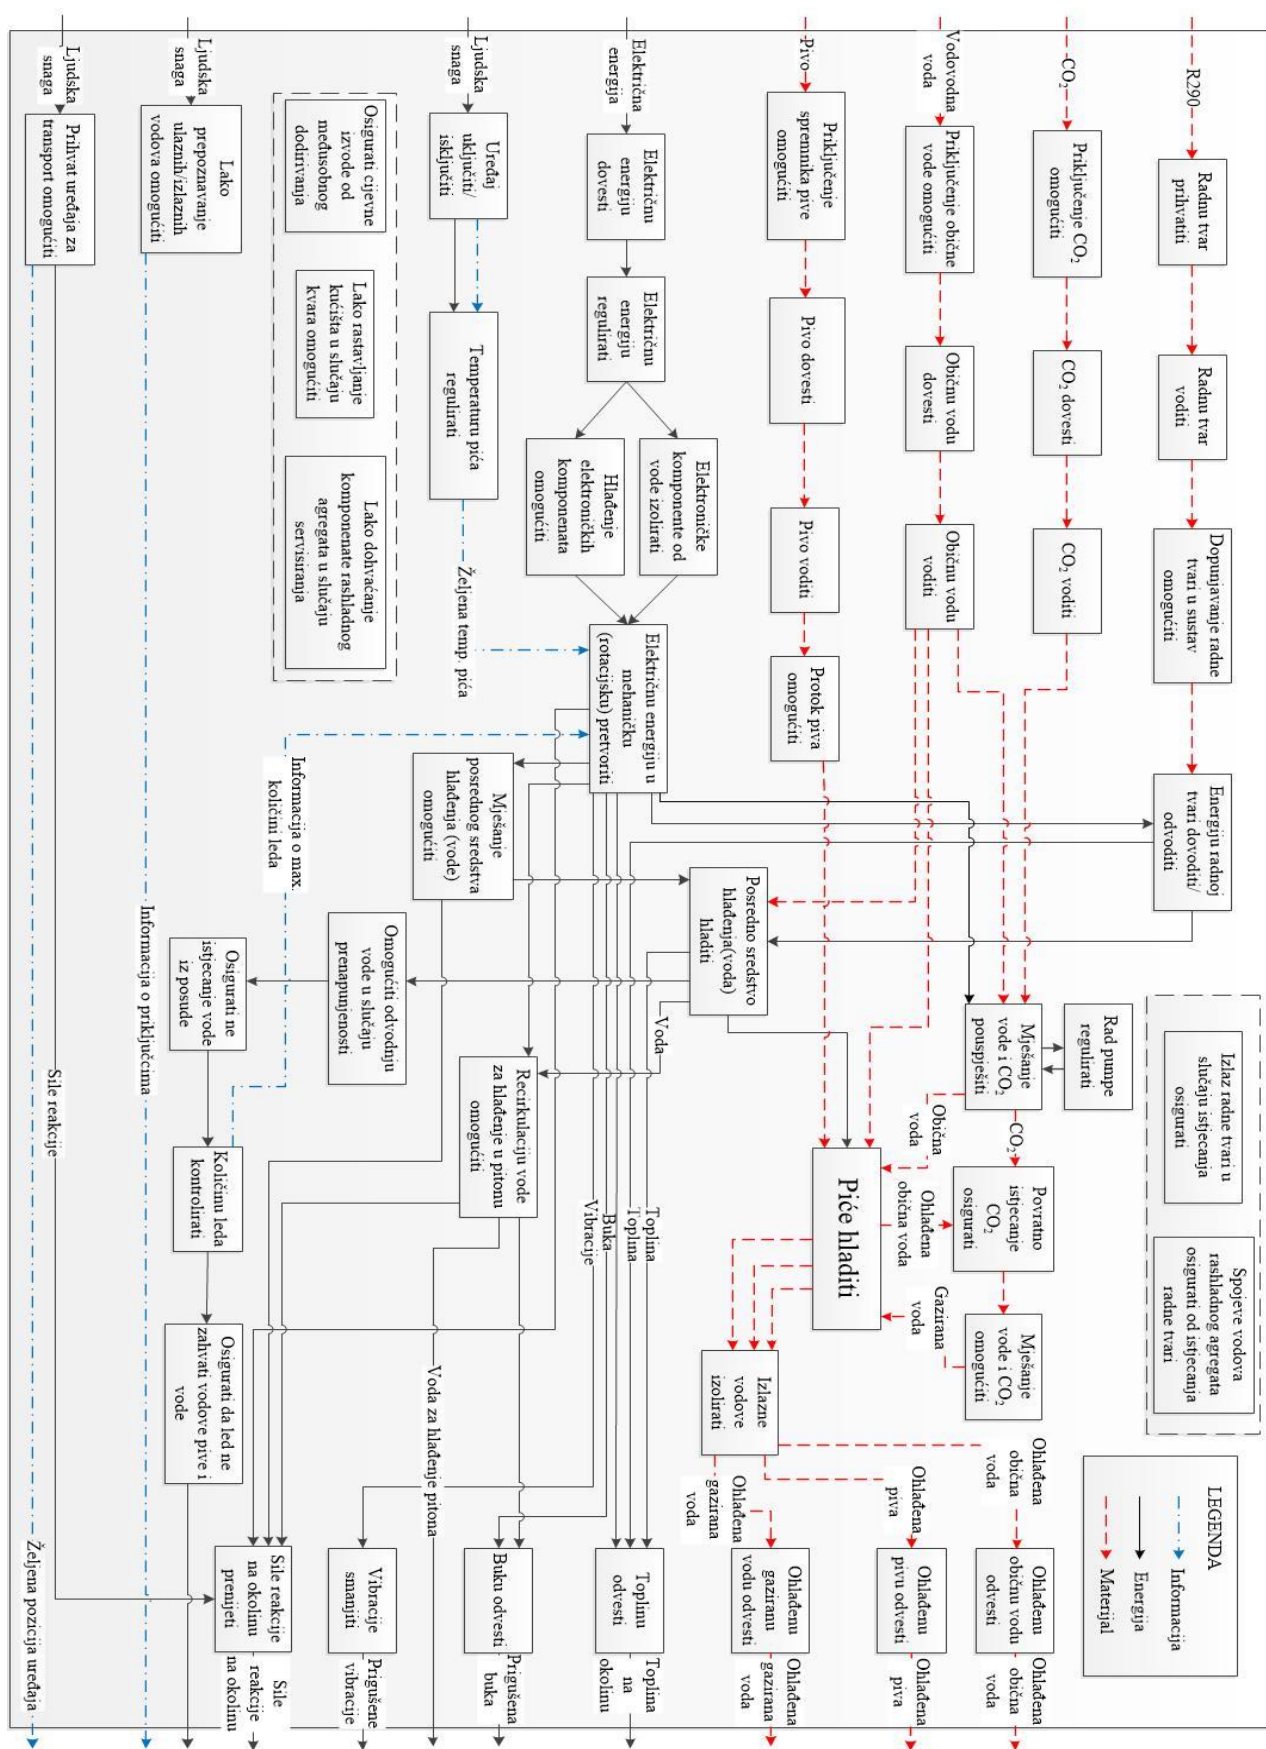 R290
Radnu tvar
prihvatiti
Radnu tvar
voditi
Dopunjavanje radne
tvari u sustav
omogućiti
Energiju radnoj
tvari dovoditi/
odvoditi
Izlaz radne tvari u
slučaju istjecanja
osigurati
Spojeve vodova
rashladnog agregata
osigurati od istjecanja
radne tvari
LEGENDA
Informacija
Energija
Materijal
CO₂
Priključenje CO₂
omogućiti
CO₂ dovesti
CO₂ voditi
Rad pumpe
regulirati
Mješanje
vode i CO₂
pouspješiti
CO₂
Povratno
istjecanje
CO₂
osigurati
Mješanje
vode i CO₂
omogućiti
Vodovodna
voda
Priključenje obične
vode omogućiti
Običnu vodu
dovesti
Običnu vodu
voditi
Obična
voda
Ohlađena
obična voda
Gazirana
voda
Ohlađena
obična
voda
Ohlađenu
običnu vodu
odvesti
Ohlađena
obična
voda
Pivo
Priključenje
spremnika pive
omogućiti
Pivo dovesti
Pivo voditi
Protok piva
omogućiti
Piće hladiti
Ohlađena
piva
Ohlađenu
pivu odvesti
Ohlađena
piva
Posredno sredstvo
hlađenja(voda)
hladiti
Izlazne
vodove
izolirati
Ohlađena
gazirana
voda
Ohlađenu
gaziranu
vodu odvesti
Ohlađena
gazirana
voda
Električna
energija
Električnu
energiju
dovesti
Električnu
energiju
regulirati
Elektroničke
komponente od
vode izolirati
Hlađenje
elektroničkih
komponenata
omogućiti
Električnu energiju u
mehaničku
(rotacijsku) pretvoriti
Voda
Toplina
Toplina
Buka
Vibracije
Toplinu
odvesti
Toplina
na
okolinu
Ljudska
snaga
Uređaj
uključiti/
isključiti
Temperaturu pića
regulirati
Željena temp. pića
Mješanje
posrednog sredstva
hlađenja (vode)
omogućiti
Recirkulaciju vode
za hlađenje u pitonu
omogućiti
Buku odvesti
Prigušena
buka
Voda za hlađenje pitona
Osigurati cijevne
izvode od
međusobnog
dodirivanja
Lako rastavljanje
kućišta u slučaju
kvara omogućiti
Lako dohvaćanje
komponenate rashladnog
agregata u slučaju
servisiranja
Informacija o max.
količini leda
Omogućiti odvodnju
vode u slučaju
prenapunjenosti
Vibracije
smanjiti
Prigušene
vibracije
Ljudska
snaga
Lako
prepoznavanje
ulaznih/izlaznih
vodova omogućiti
Informacija o priključcima
Osigurati ne
istjecanje vode
iz posude
Količinu leda
kontrolirati
Osigurati da led ne
zahvati vodove pive i
vode
Sile reakcije
na okolinu
premijeti
Sile
reakcije
na okolinu
Ljudska
snaga
Prihvat uređaja za
transport omogućiti
Sile reakcije
Željena pozicija uređaja